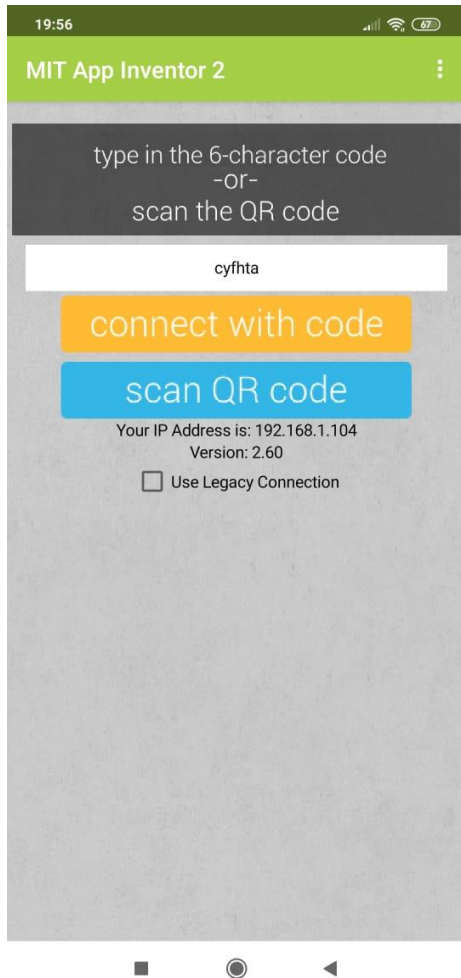 19:56
67
MIT App Inventor 2
type in the 6-character code
-or-
scan the QR code
cyfhta
connect with code
scan QR code
Your IP Address is: 192.168.1.104
Version: 2.60
Use Legacy Connection